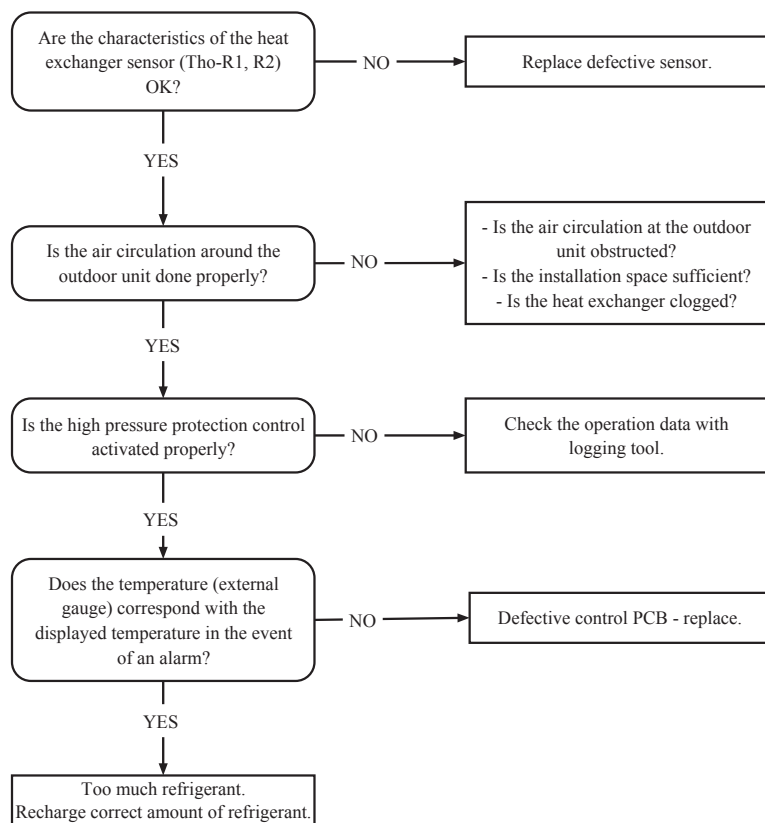 Are the characteristics of the heat
exchanger sensor (Tho-R1, R2)
OK?
NO
Replace defective sensor.
YES
Is the air circulation around the
outdoor unit done properly?
NO
- Is the air circulation at the outdoor
unit obstructed?
- Is the installation space sufficient?
- Is the heat exchanger clogged?
YES
Is the high pressure protection control
activated properly?
NO
Check the operation data with
logging tool.
YES
Does the temperature (external
gauge) correspond with the
displayed temperature in the event
of an alarm?
NO
Defective control PCB - replace.
YES
Too much refrigerant.
Recharge correct amount of refrigerant.